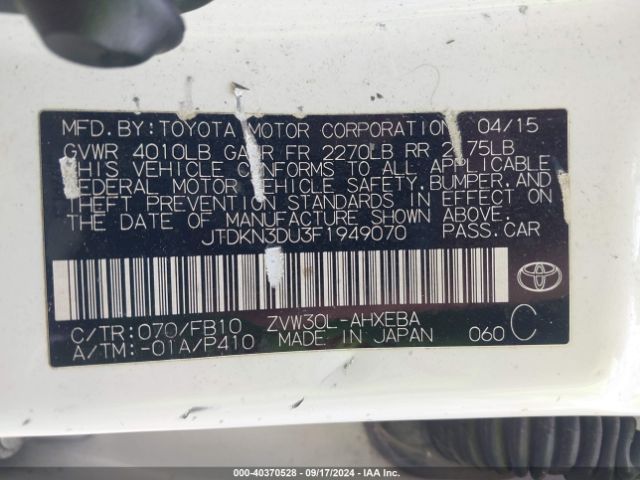 MFD. BY: TOYOTA MOTOR CORPORATION 04/15
GVWR 4010LB FR 2270LB RR
THIS VEHICLE CONFORMS TO ALL APPLICABLE
FEDERAL MOTOR VEHICLE SAFETY, BUMPER, AND
THEFT PREVENTION STANDARDS IN EFFECT ON
THE DATE OF MANUFACTURE SHOWN ABOVE.
JTDKN3DU3F1949070 PASS.CAR
C/TR: 070/FB10 ZVW30L-AHXEBA
A/TM: -01A/P410 MADE IN JAPAN 060 C
000-40370528 - 09/17/2024 - IAA Inc.